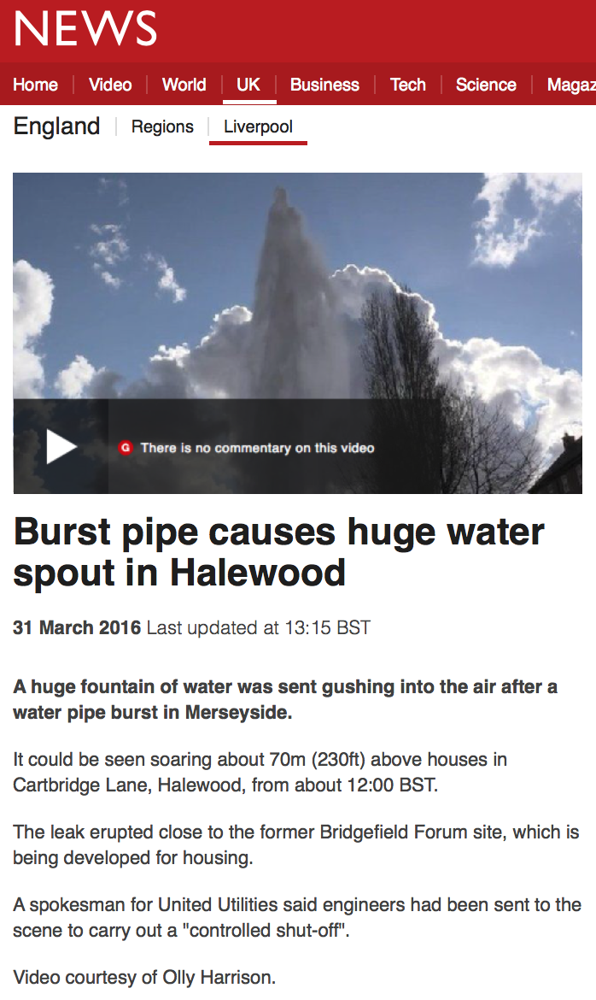 NEWS
Home Video World UK Business Tech Science Magaz
England Regions Liverpool
G There is no commentary on this video
Burst pipe causes huge water
spout in Halewood
31 March 2016 Last updated at 13:15 BST
A huge fountain of water was sent gushing into the air after a
water pipe burst in Merseyside.
It could be seen soaring about 70m (230ft) above houses in
Cartbridge Lane, Halewood, from about 12:00 BST.
The leak erupted close to the former Bridgefield Forum site, which is
being developed for housing.
A spokesman for United Utilities said engineers had been sent to the
scene to carry out a "controlled shut-off".
Video courtesy of Olly Harrison.